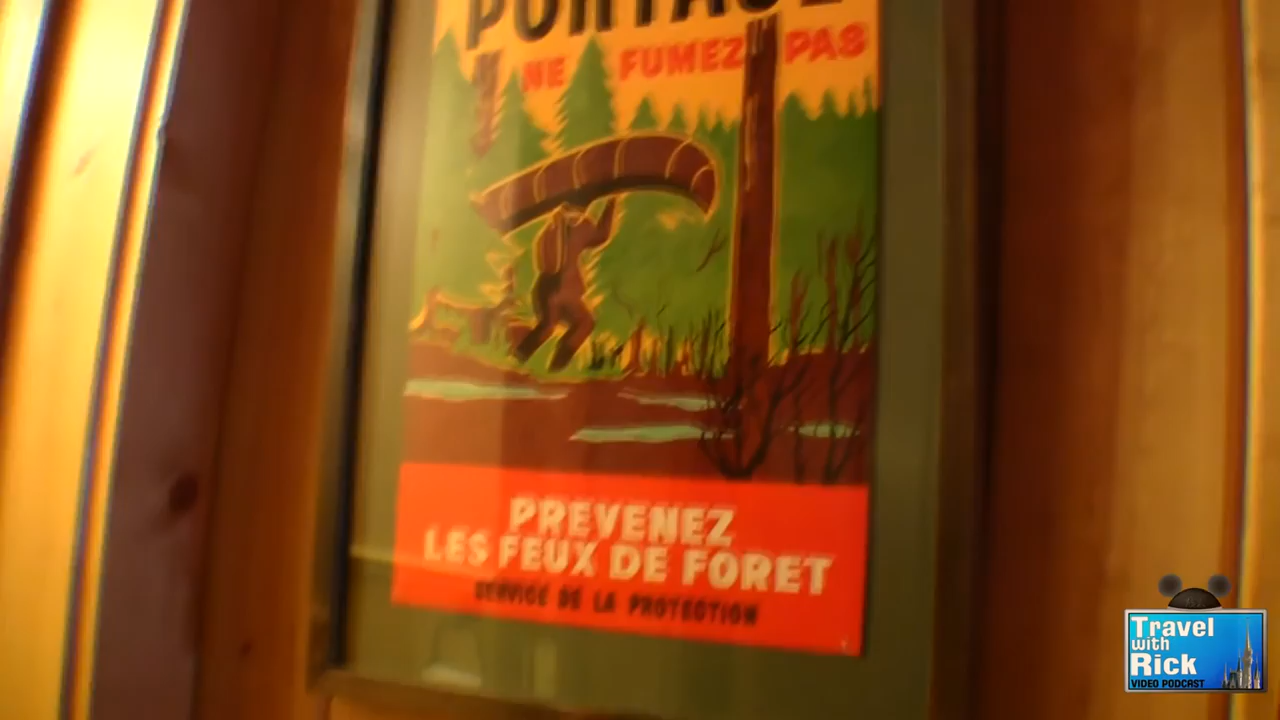 PORTAGE
NE FUMEZ PAS
PREVENEZ
LES FEUX DE FORET
SERVICE DE LA PROTECTION
Travel
with
Rick
VIDEO PODCAST